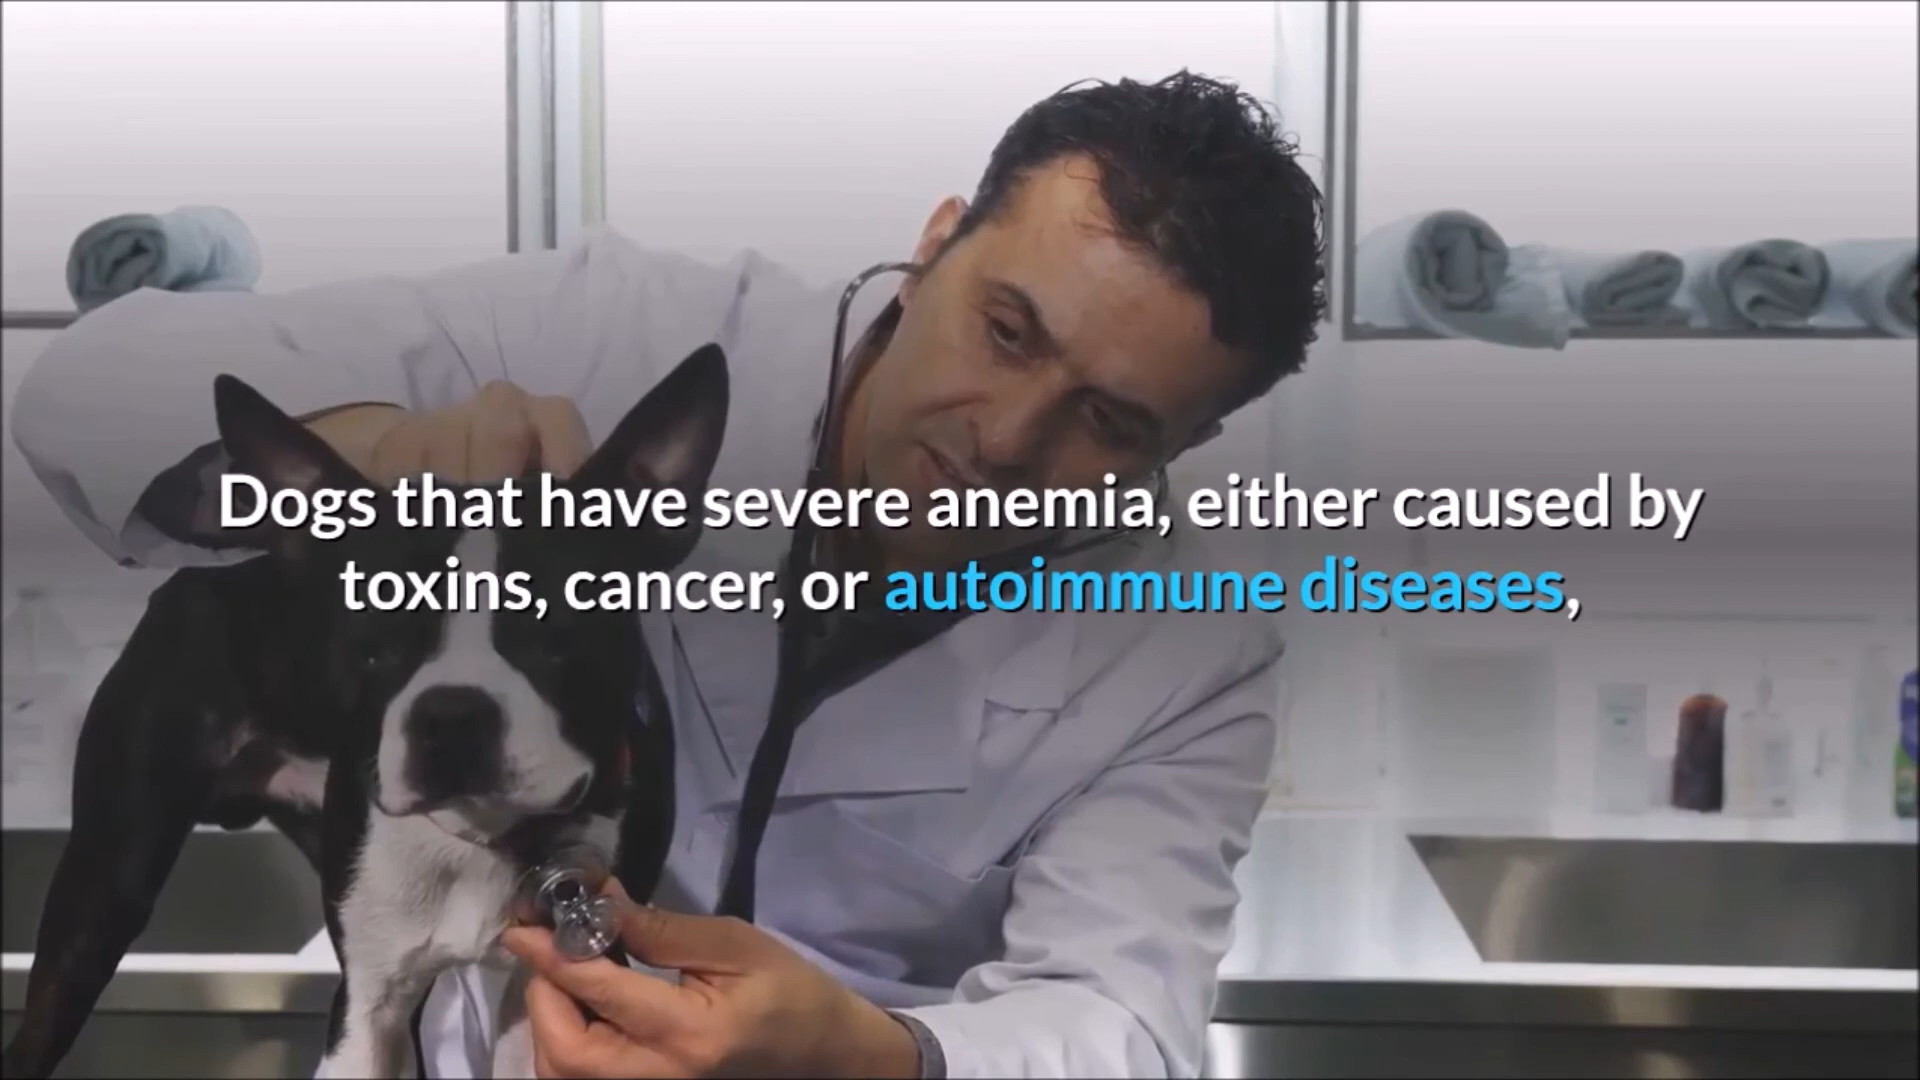 Dogs that have severe anemia, either caused by
toxins, cancer, or autoimmune diseases,